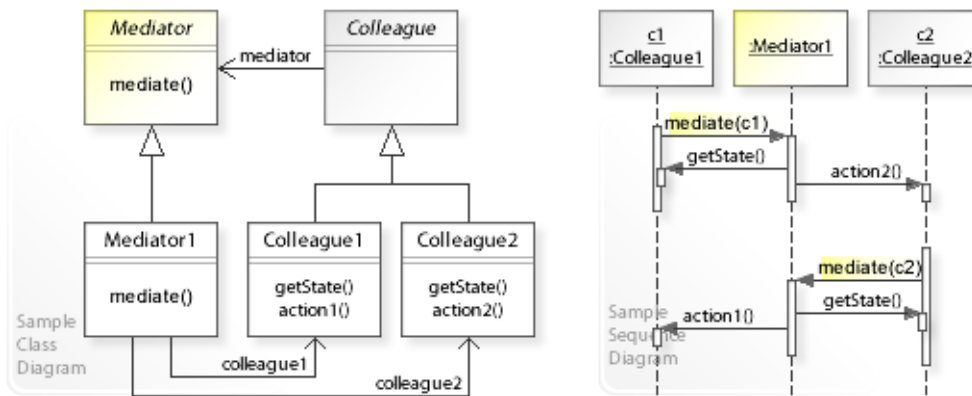 Mediator
mediate()
mediator
Colleague
Mediator1
mediate()
Colleague1
getState()
action1()
Colleague2
getState()
action2()
colleague1
colleague2
Sample
Class
Diagram
c1
:Colleague1
:Mediator1
c2
:Colleague2
mediate(c1)
getState()
action2()
mediate(c2)
getState()
action1()
Sample
Sequence
Diagram